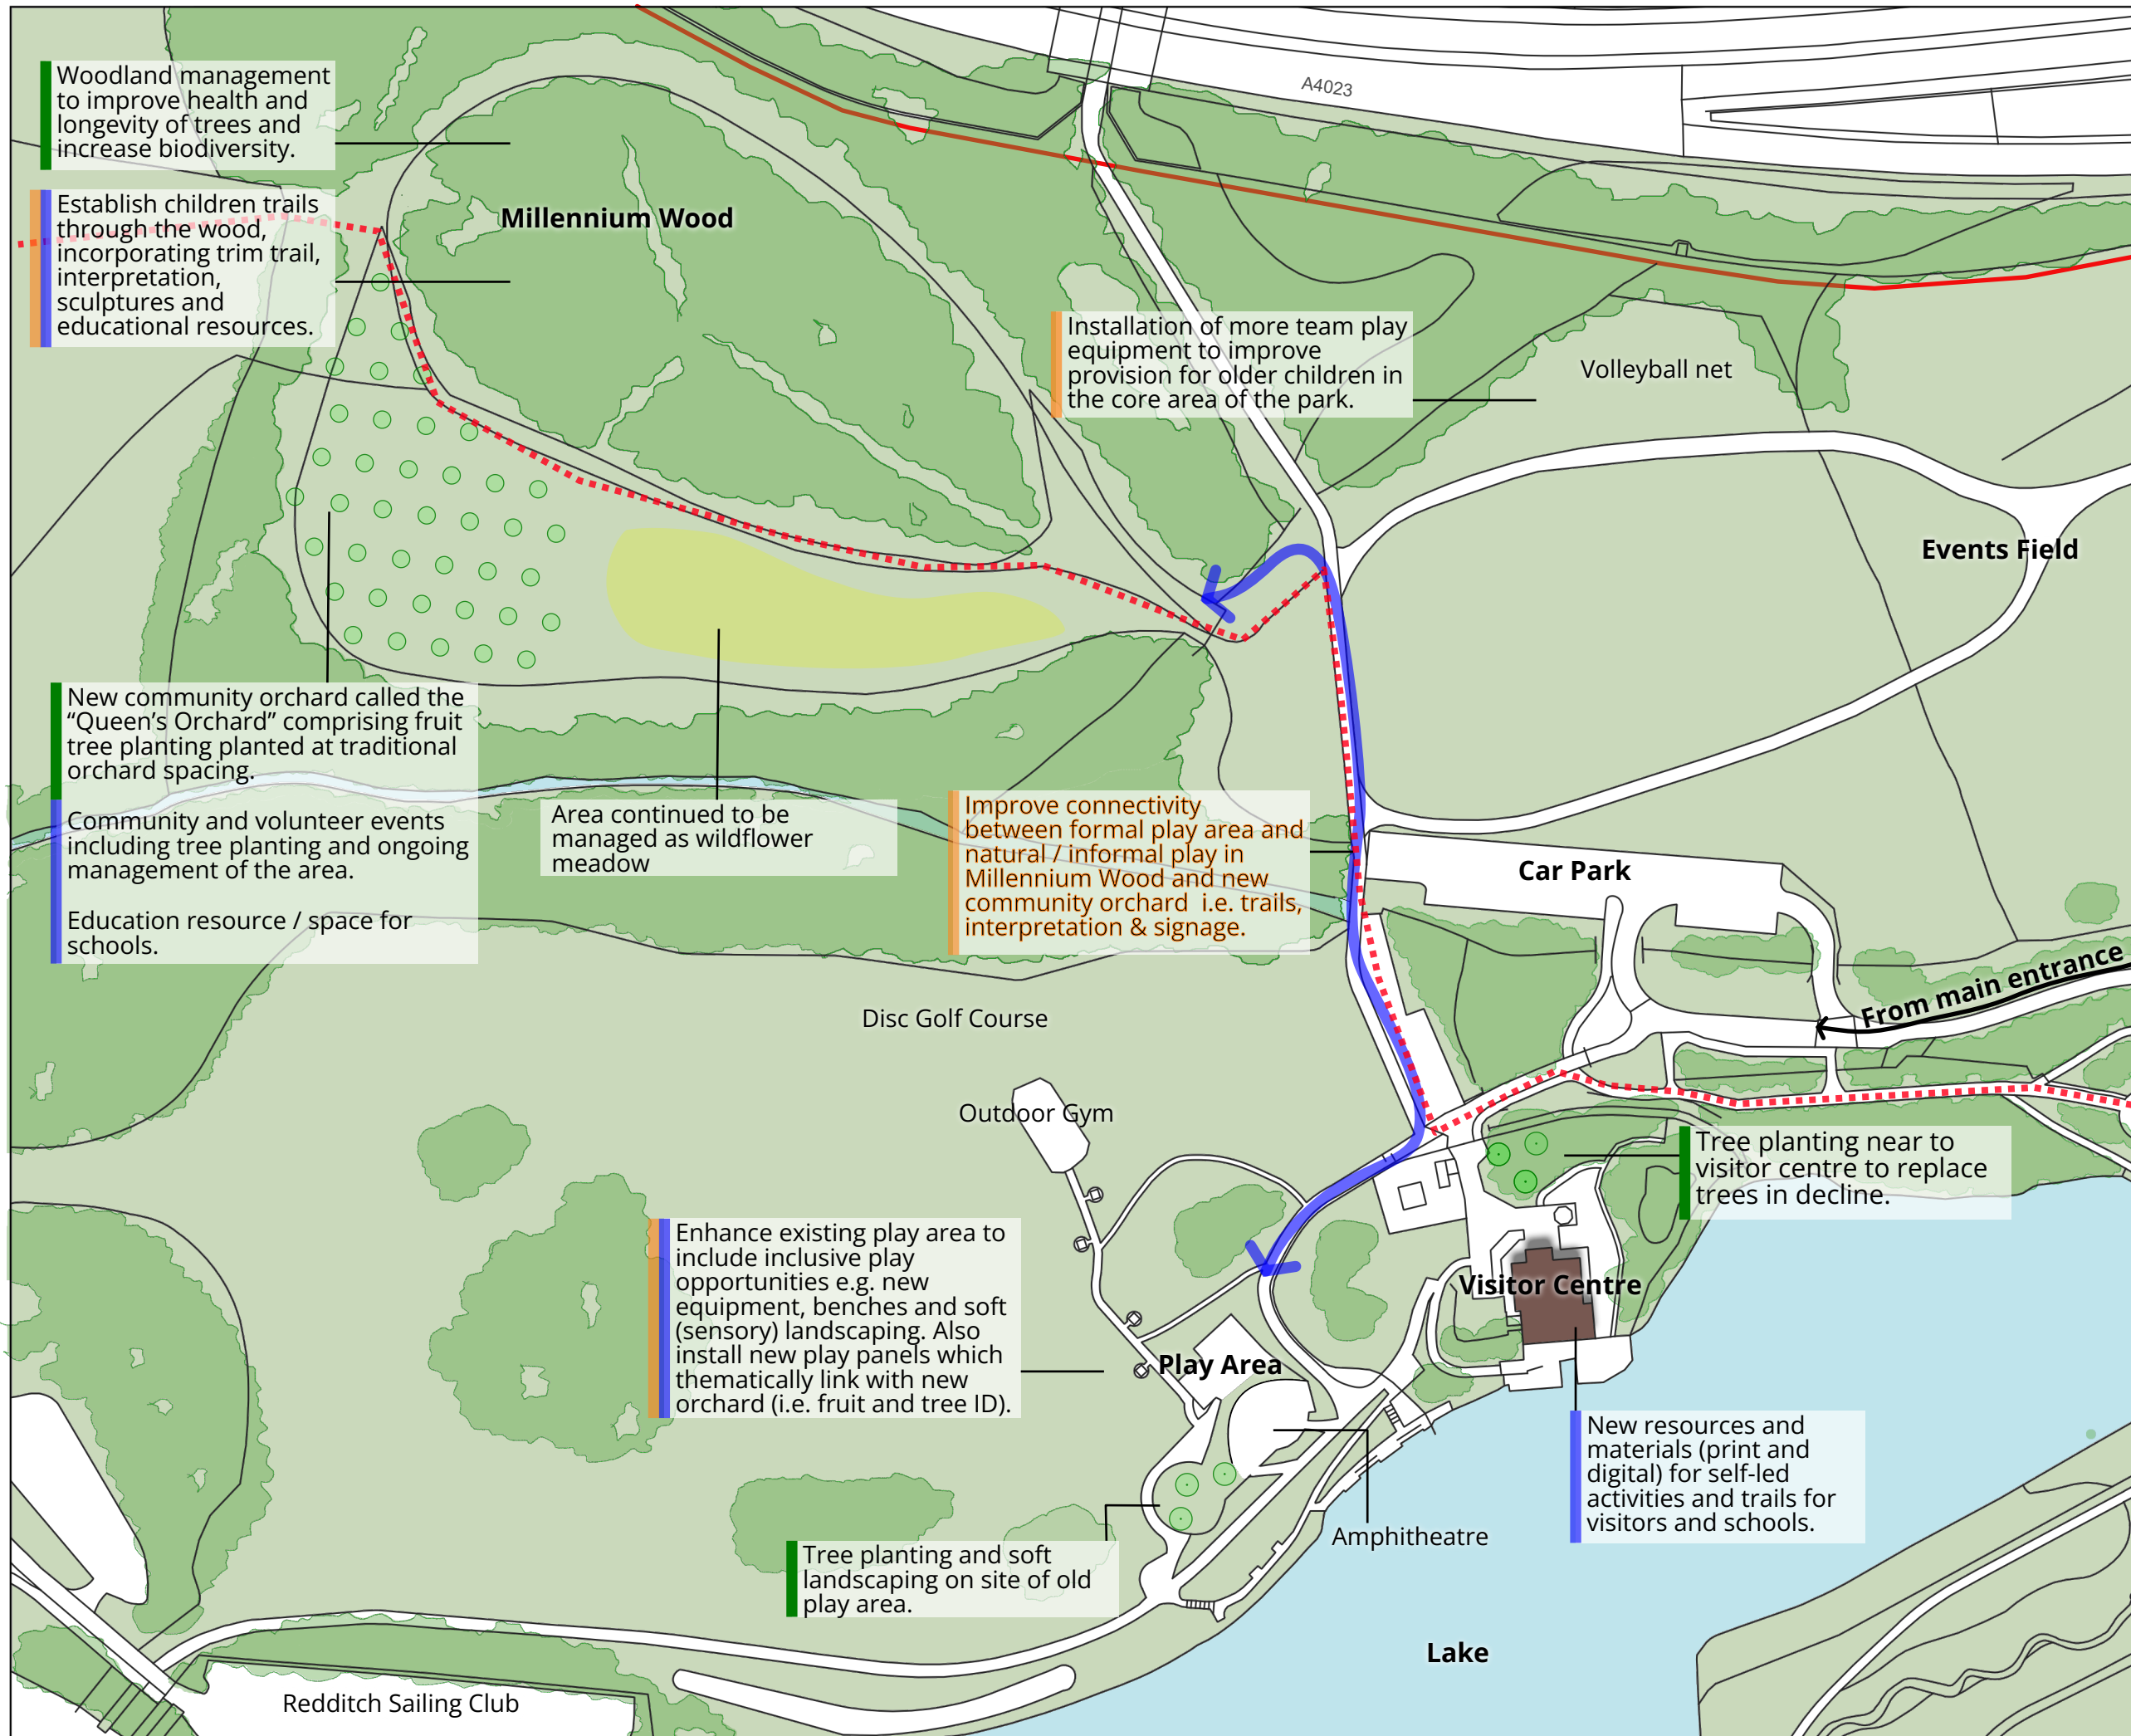 A4023
Woodland management
to improve health and
longevity of trees and
increase biodiversity.
Establish children trails
through the wood,
incorporating trim trail,
interpretation,
sculptures and
educational resources.
Millennium Wood
Installation of more team play
equipment to improve
provision for older children in
the core area of the park.
Volleyball net
Events Field
New community orchard called the
“Queen’s Orchard” comprising fruit
tree planting planted at traditional
orchard spacing.
Community and volunteer events
including tree planting and ongoing
management of the area.
Education resource / space for
schools.
Area continued to be
managed as wildflower
meadow
Improve connectivity
between formal play area and
natural / informal play in
Millennium Wood and new
community orchard i.e. trails,
interpretation & signage.
Car Park
From main entrance
Disc Golf Course
Outdoor Gym
Tree planting near to
visitor centre to replace
trees in decline.
Enhance existing play area to
include inclusive play
opportunities e.g. new
equipment, benches and soft
(sensory) landscaping. Also
install new play panels which
thematically link with new
orchard (i.e. fruit and tree ID).
Visitor Centre
Play Area
New resources and
materials (print and
digital) for self-led
activities and trails for
visitors and schools.
Amphitheatre
Tree planting and soft
landscaping on site of old
play area.
Lake
Redditch Sailing Club